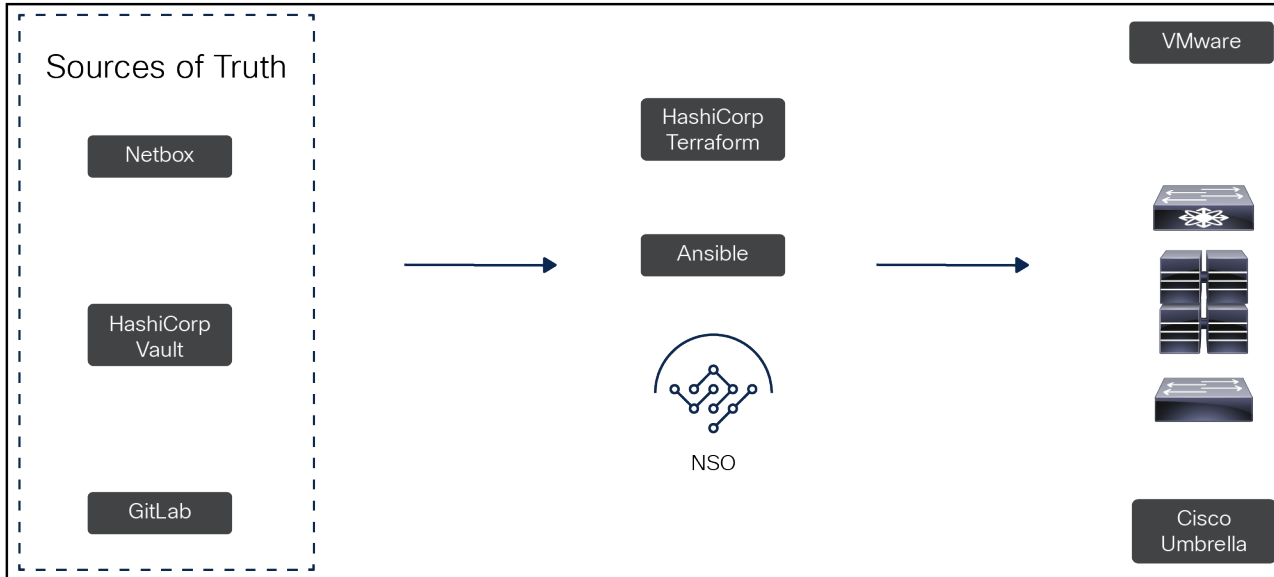 Sources of Truth
Netbox
HashiCorp
Vault
GitLab
HashiCorp
Terraform
Ansible
NSO
VMware
Cisco
Umbrella